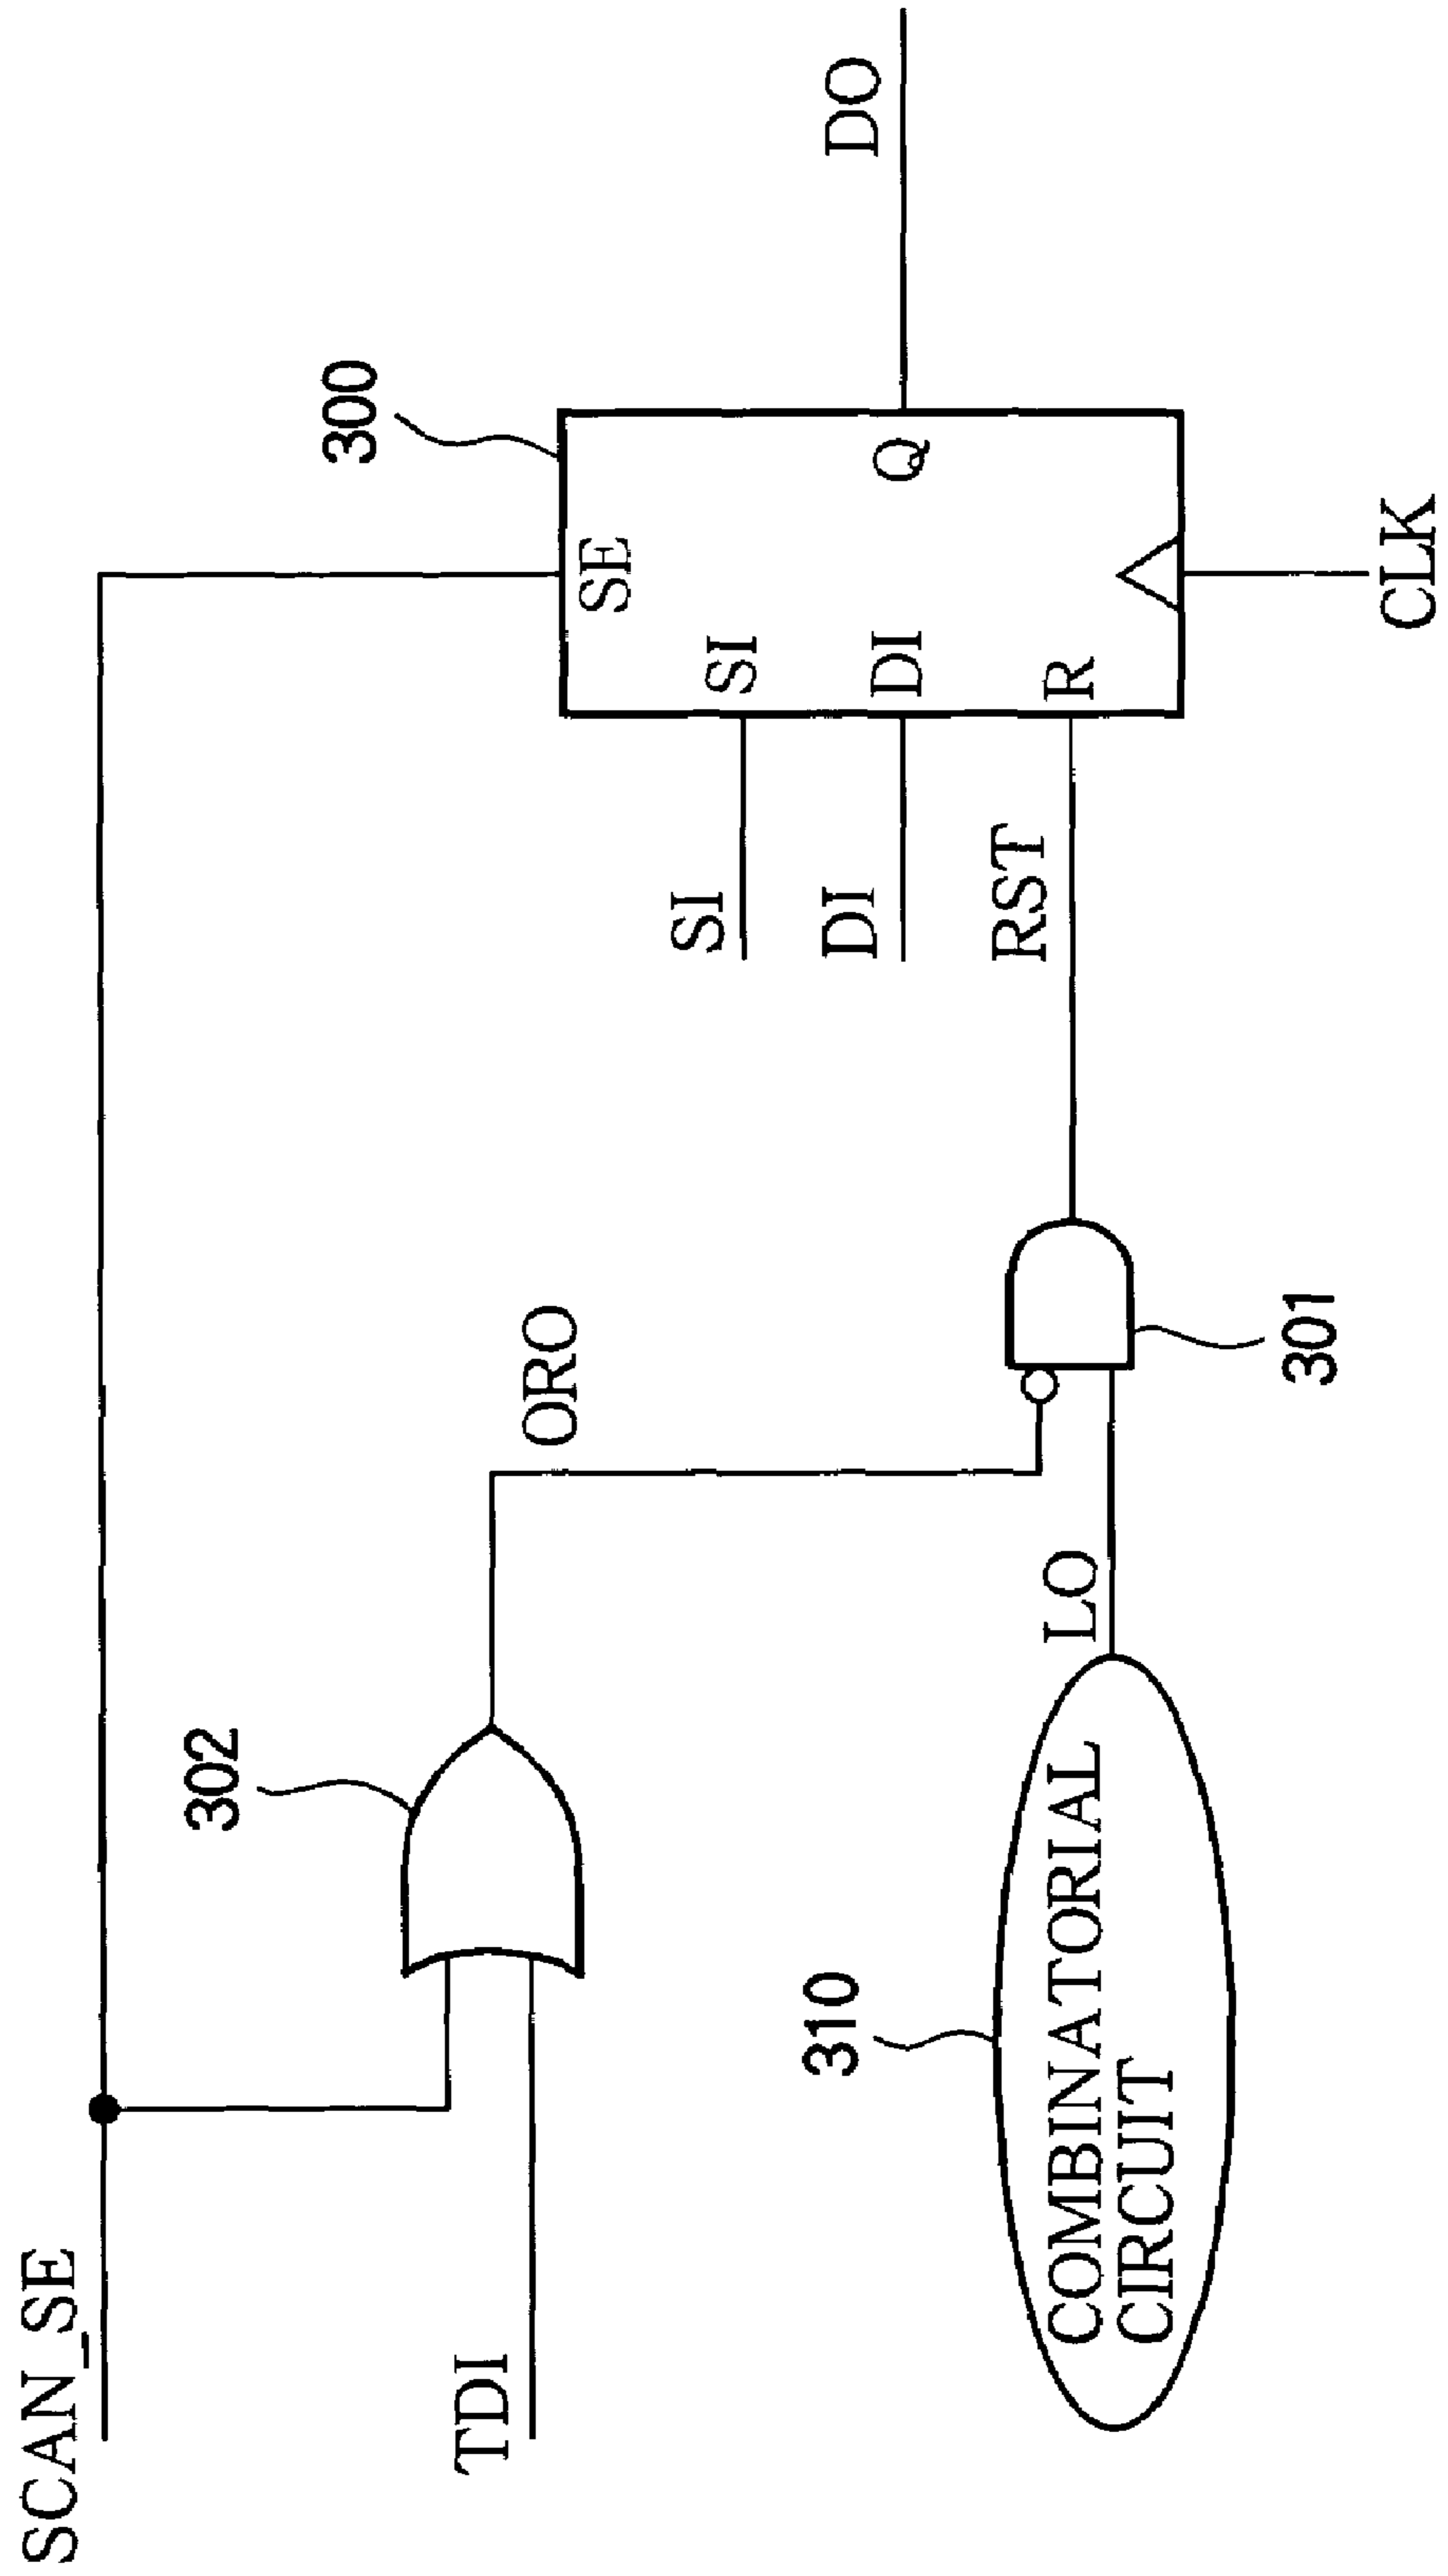 SCAN_SE
TDI
302
ORO
310
COMBINATORIAL
CIRCUIT
LO
301
RST
SI
DI
300
SE
SI
DI
R
Q
CLK
DO